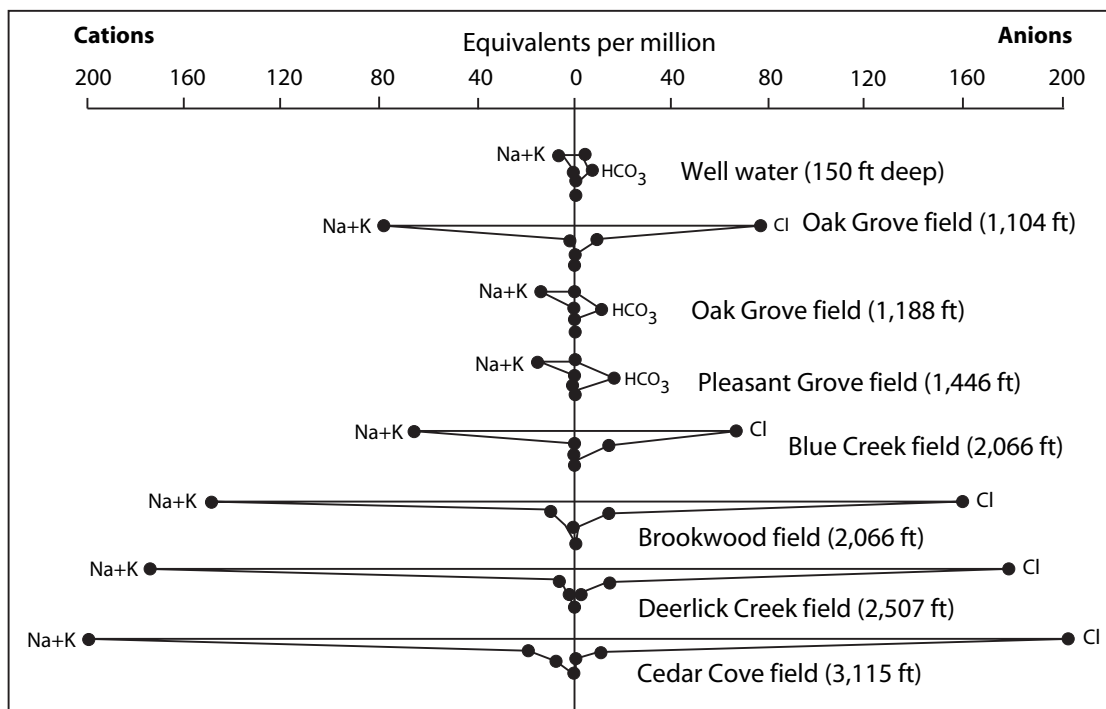 Cations Equivalents per million Anions
200 160 120 80 40 0 40 80 120 160 200
Na+K HCO3 Well water (150 ft deep)
Na+K Cl Oak Grove field (1,104 ft)
Na+K HCO3 Oak Grove field (1,188 ft)
Na+K HCO3 Pleasant Grove field (1,446 ft)
Na+K Cl
Blue Creek field (2,066 ft)
Na+K Cl
Brookwood field (2,066 ft)
Na+K Cl
Deerlick Creek field (2,507 ft)
Na+K Cl
Cedar Cove field (3,115 ft)